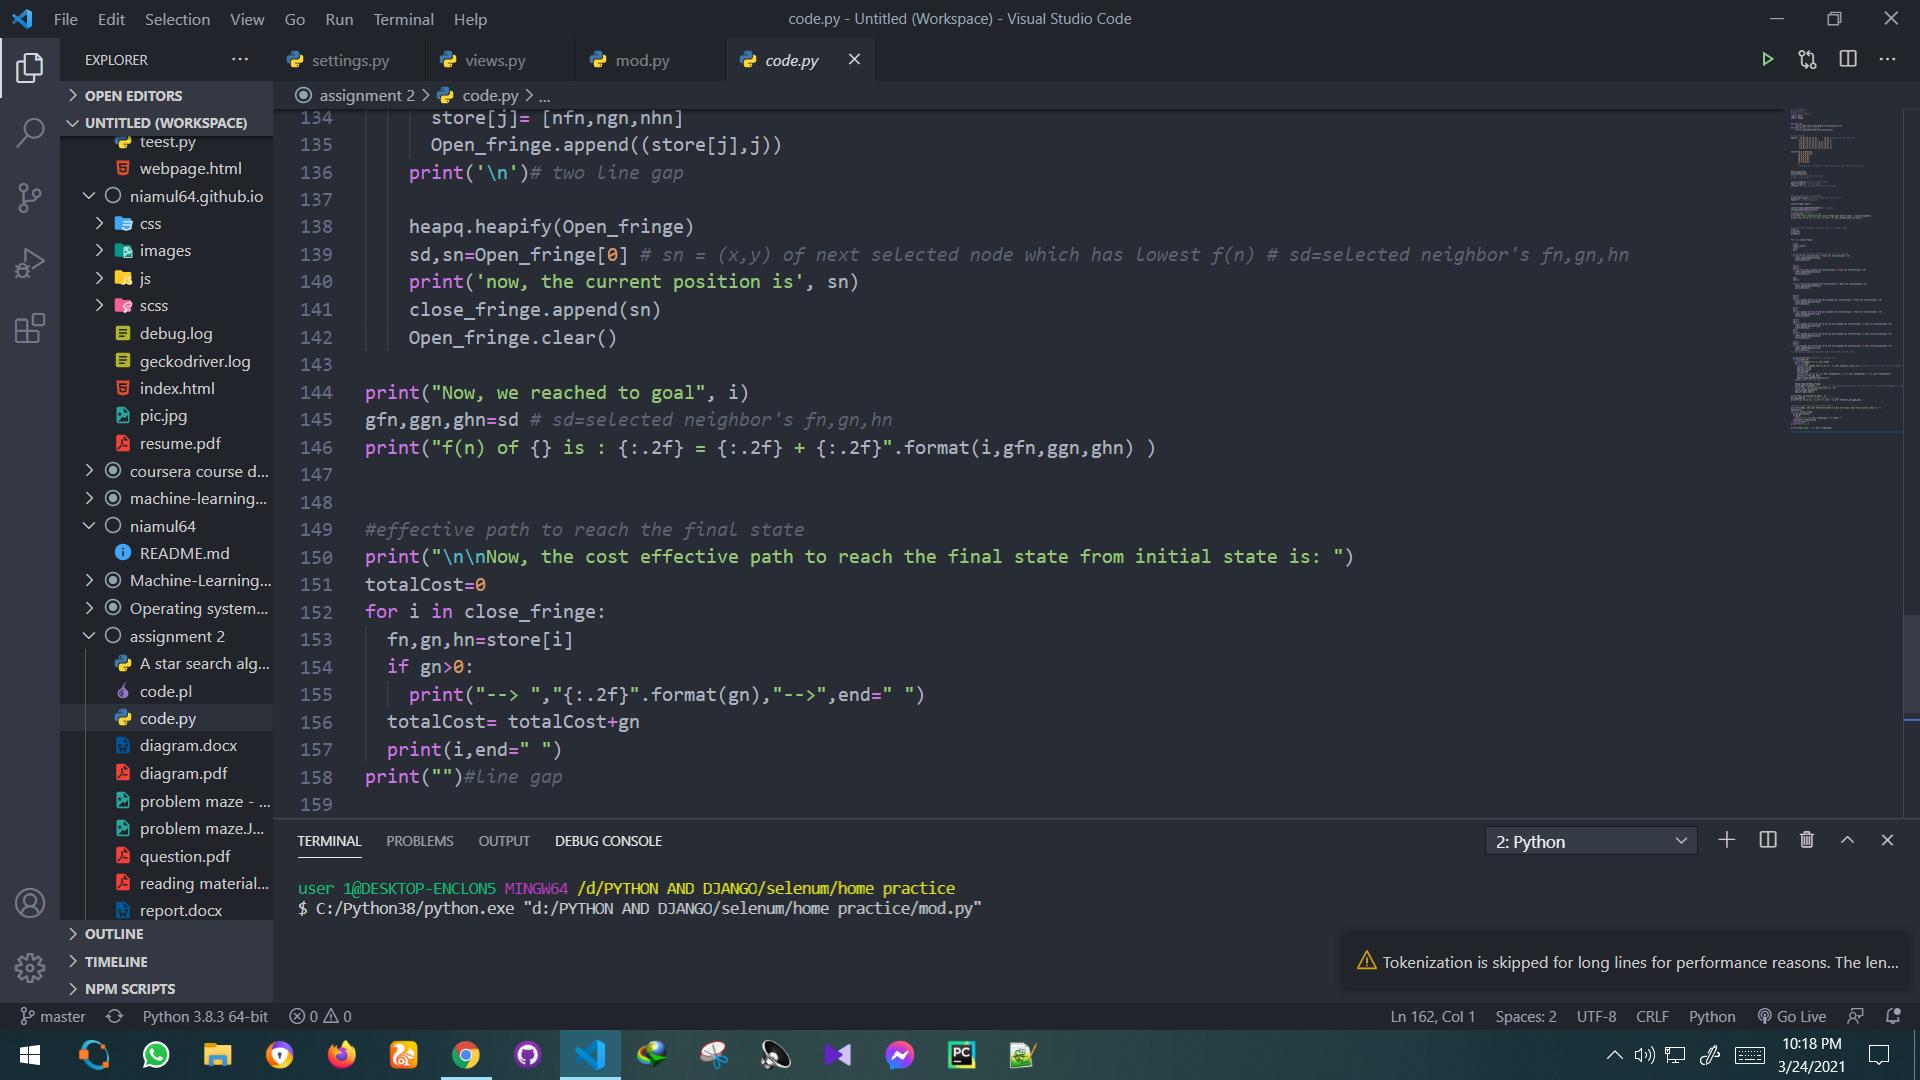 File Edit Selection View Go Run Terminal Help
code.py - Untitled (Workspace) - Visual Studio Code
EXPLORER
settings.py
views.py
mod.py
code.py
OPEN EDITORS
UNTITLED (WORKSPACE)
teest.py
webpage.html
niamul64.github.io
css
images
js
scss
debug.log
geckodriver.log
index.html
pic.jpg
resume.pdf
coursera course d...
machine-learning...
niamul64
README.md
Machine-Learning...
Operating system...
assignment 2
A star search alg...
code.pl
code.py
diagram.docx
diagram.pdf
problem maze - ...
problem maze.J...
question.pdf
reading material...
report.docx
OUTLINE
TIMELINE
NPM SCRIPTS
assignment 2 > code.py > ...
134 store[j]= [nfn,ngn,nhn]
135 Open_fringe.append((store[j],j))
136 print('\n')# two line gap
137
138 heapq.heapify(Open_fringe)
139 sd,sn=Open_fringe[0] # sn = (x,y) of next selected node which has lowest f(n) # sd=selected neighbor's fn,gn,hn
140 print('now, the current position is', sn)
141 close_fringe.append(sn)
142 Open_fringe.clear()
143
144 print("Now, we reached to goal", i)
145 gfn,ggn,ghn=sd # sd=selected neighbor's fn,gn,hn
146 print("f(n) of {} is : {:.2f} = {:.2f} + {:.2f}".format(i,gfn,ggn,ghn) )
147
148
149 #effective path to reach the final state
150 print("\n\nNow, the cost effective path to reach the final state from initial state is: ")
151 totalCost=0
152 for i in close_fringe:
153 fn,gn,hn=store[i]
154 if gn>0:
155 print("--> ","{:.2f}".format(gn),"-->",end=" ")
156 totalCost= totalCost+gn
157 print(i,end=" ")
158 print("")#line gap
159
TERMINAL PROBLEMS OUTPUT DEBUG CONSOLE
2: Python
user 1@DESKTOP-ENCLON5 MINGW64 /d/PYTHON AND DJANGO/selenum/home practice
$ C:/Python38/python.exe "d:/PYTHON AND DJANGO/selenum/home practice/mod.py"
Tokenization is skipped for long lines for performance reasons. The len...
master Python 3.8.3 64-bit 0 0
Ln 162, Col 1 Spaces: 2 UTF-8 CRLF Python Go Live
10:18 PM
3/24/2021